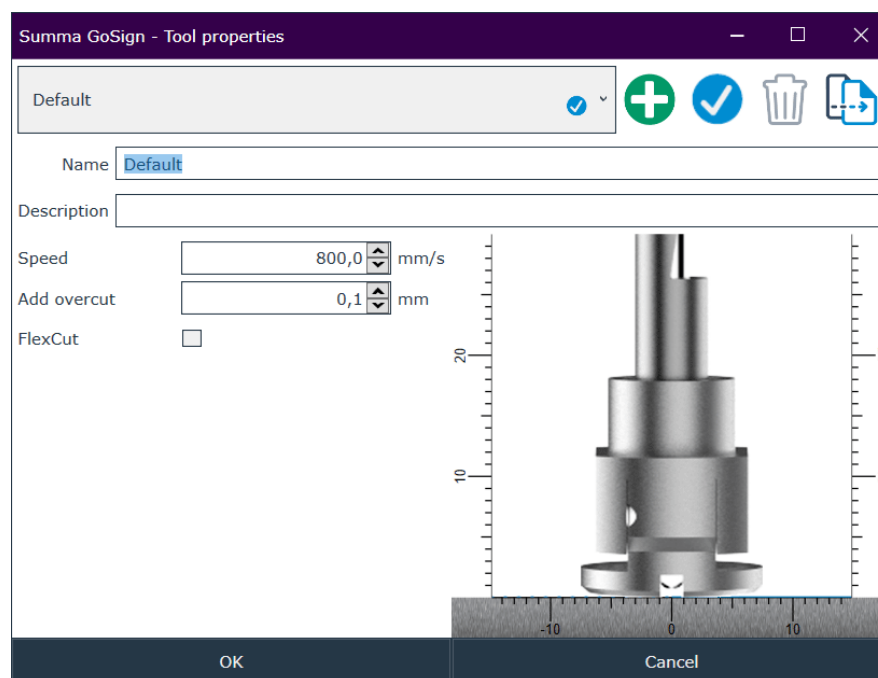 Summa GoSign - Tool properties
Default
Name Default
Description
Speed 800,0 mm/s
Add overcut 0,1 mm
FlexCut
20
10
-10 0 10
OK Cancel